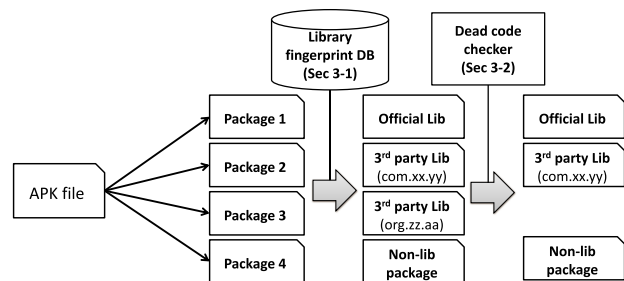 Library
fingerprint DB
(Sec 3-1)
Dead code
checker
(Sec 3-2)
APK file
Package 1
Package 2
Package 3
Package 4
Official Lib
3rd party Lib
(com.xx.yy)
3rd party Lib
(org.zz.aa)
Non-lib
package
Official Lib
3rd party Lib
(com.xx.yy)
Non-lib
package